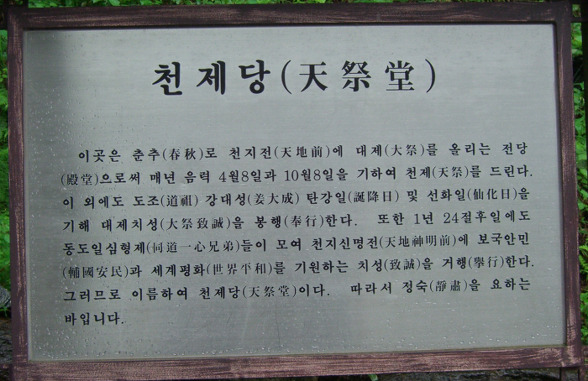 천제당(天祭堂)
이곳은 춘추(春秋)로 천지전(天地前)에 대제(大祭)를 올리는 전당
(殿堂)으로써 매년 음력 4월8일과 10월8일을 기하여 천제(天祭)를 드린다.
이 외에도 도조(道祖) 강대성(姜大成) 탄강일(誕降日) 및 선화일(仙化日)을
기해 대제치성(大祭致誠)을 봉행(奉行)한다. 또한 1년 24절후일에도
동도일심형제(同道一心兄弟)들이 모여 천지신명전(天地神明前)에 보국안민
(輔國安民)과 세계평화(世界平和)를 기원하는 치성(致誠)을 거행(擧行)한다.
그러므로 이름하여 천제당(天祭堂)이다. 따라서 정숙(靜肅)을 요하는
바입니다.